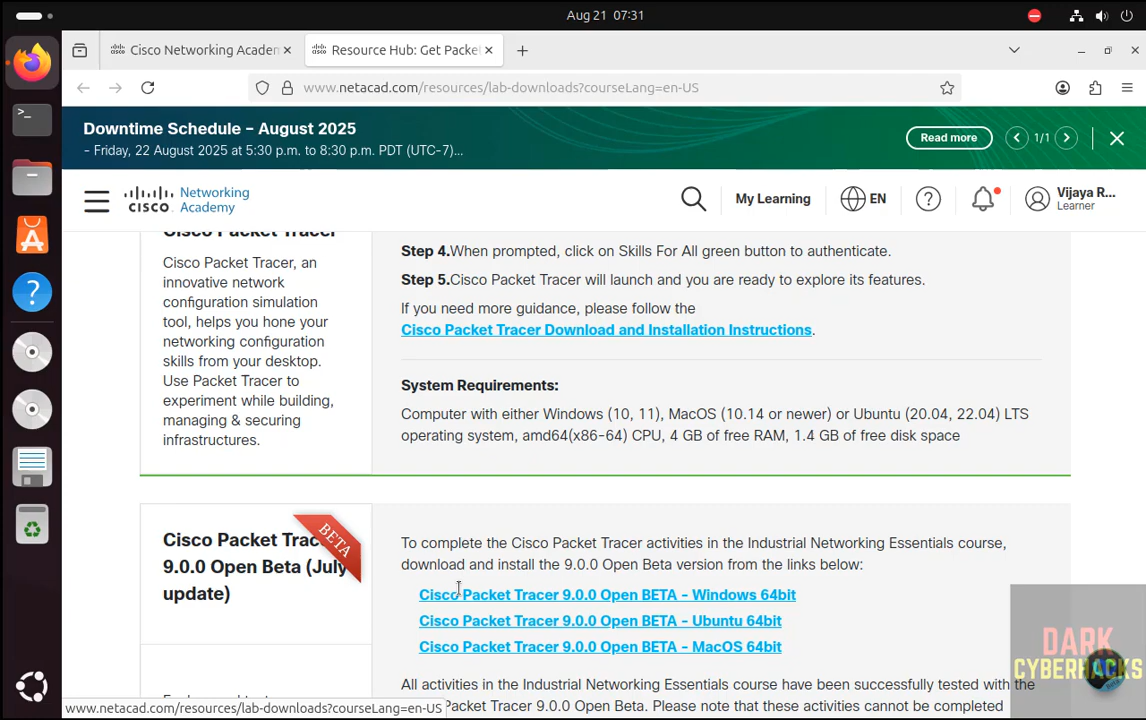 Aug 21 07:31
Cisco Networking Academ
Resource Hub: Get Packet
www.netacad.com/resources/lab-downloads?courseLang=en-US
Downtime Schedule – August 2025
- Friday, 22 August 2025 at 5:30 p.m. to 8:30 p.m. PDT (UTC-7)...
Read more
1/1
CISCO
Networking
Academy
My Learning
EN
Vijaya R...
Learner
Cisco Packet Tracer
Cisco Packet Tracer, an
innovative network
configuration simulation
tool, helps you hone your
networking configuration
skills from your desktop.
Use Packet Tracer to
experiment while building,
managing & securing
infrastructures.
Step 4.When prompted, click on Skills For All green button to authenticate.
Step 5.Cisco Packet Tracer will launch and you are ready to explore its features.
If you need more guidance, please follow the
Cisco Packet Tracer Download and Installation Instructions.
System Requirements:
Computer with either Windows (10, 11), MacOS (10.14 or newer) or Ubuntu (20.04, 22.04) LTS
operating system, amd64(x86-64) CPU, 4 GB of free RAM, 1.4 GB of free disk space
Cisco Packet Trac
9.0.0 Open Beta (July
update)
BETA
To complete the Cisco Packet Tracer activities in the Industrial Networking Essentials course,
download and install the 9.0.0 Open Beta version from the links below:
Cisco Packet Tracer 9.0.0 Open BETA - Windows 64bit
Cisco Packet Tracer 9.0.0 Open BETA - Ubuntu 64bit
Cisco Packet Tracer 9.0.0 Open BETA - MacOS 64bit
All activities in the Industrial Networking Essentials course have been successfully tested with the
Packet Tracer 9.0.0 Open Beta. Please note that these activities cannot be completed
www.netacad.com/resources/lab-downloads?courseLang=en-US
DARK
CYBERHACKS